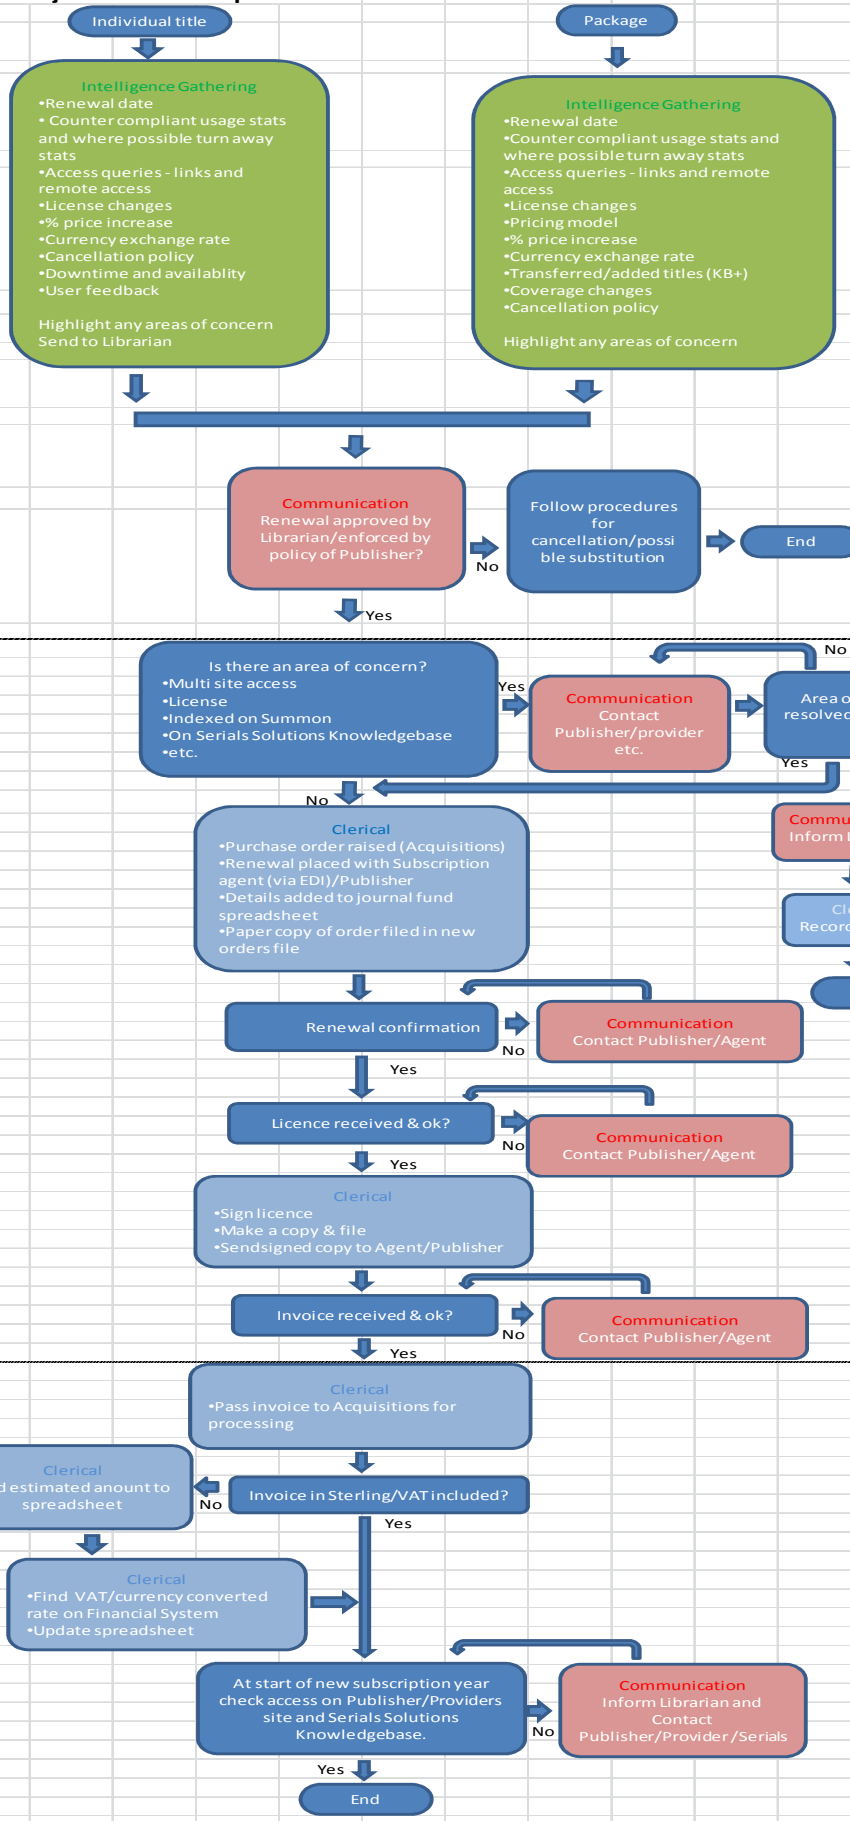 Individual title
Package
Intelligence Gathering
•Renewal date
• Counter compliant usage stats
and where possible turn away
stats
•Access queries - links and
remote access
•License changes
•% price increase
•Currency exchange rate
•Cancellation policy
•Downtime and availablity
•User feedback
Highlight any areas of concern
Send to Librarian
Intelligence Gathering
•Renewal date
•Counter compliant usage stats and
where possible turn away stats
•Access queries - links and remote
access
•License changes
•Pricing model
•% price increase
•Currency exchange rate
•Transferred/added titles (KB+)
•Coverage changes
•Cancellation policy
Highlight any areas of concern
Communication
Renewal approved by
Librarian/enforced by
policy of Publisher?
No
Follow procedures
for
cancellation/possi
ble substitution
End
Yes
Is there an area of concern?
•Multi site access
•License
•Indexed on Summon
•On Serials Solutions Knowledgebase
•etc.
Yes
Communication
Contact
Publisher/provider
etc.
No
Area o
resolved
Yes
No
Commu
Inform L
Cle
Record
Clerical
•Purchase order raised (Acquisitions)
•Renewal placed with Subscription
agent (via EDI)/Publisher
•Details added to journal fund
spreadsheet
•Paper copy of order filed in new
orders file
Renewal confirmation
No
Communication
Contact Publisher/Agent
Yes
Licence received & ok?
No
Communication
Contact Publisher/Agent
Yes
Clerical
•Sign licence
•Make a copy & file
•Send signed copy to Agent/Publisher
Invoice received & ok?
No
Communication
Contact Publisher/Agent
Yes
Clerical
•Pass invoice to Acquisitions for
processing
Invoice in Sterling/VAT included?
No
Clerical
d estimated anount to
spreadsheet
Yes
Clerical
•Find VAT/currency converted
rate on Financial System
•Update spreadsheet
At start of new subscription year
check access on Publisher/Providers
site and Serials Solutions
Knowledgebase.
No
Communication
Inform Librarian and
Contact
Publisher/Provider/Serials
Yes
End